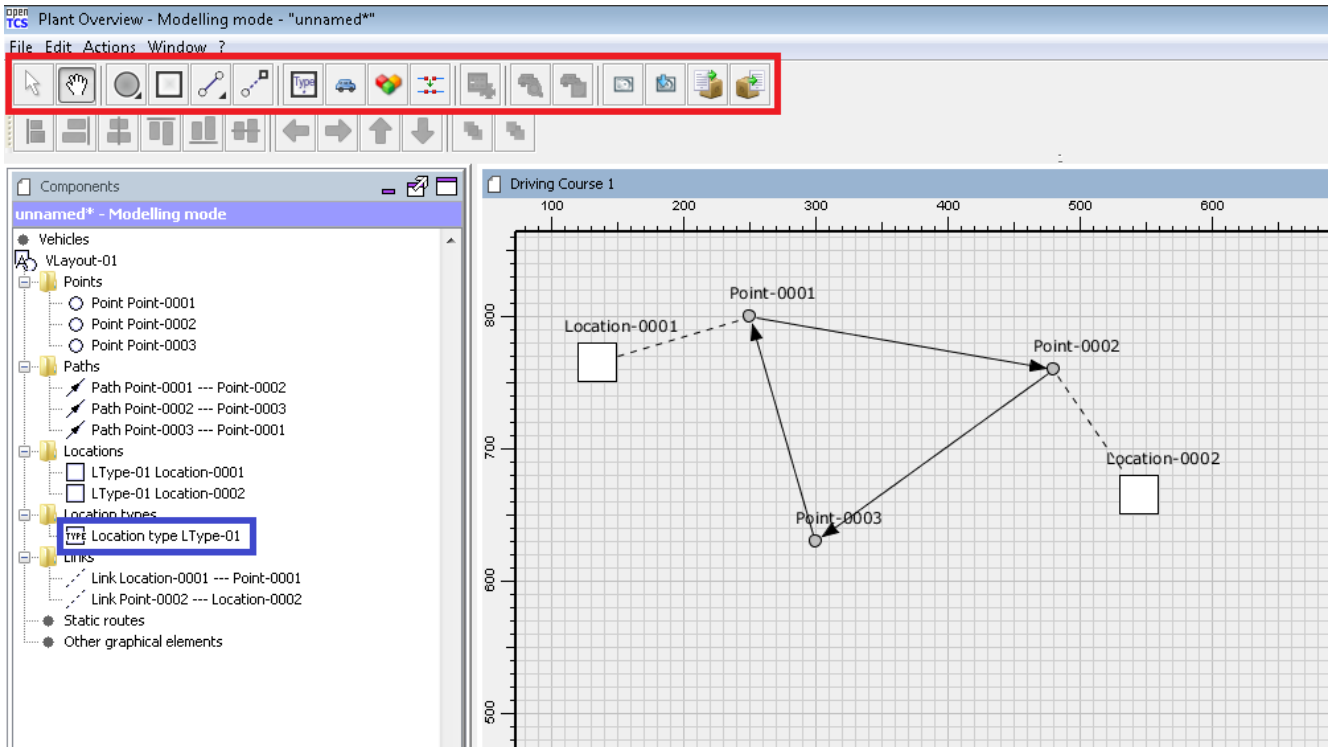 open TCS Plant Overview - Modelling mode - "unnamed*"
File Edit Actions Window ?
Type
Components
unnamed* - Modelling mode
Vehicles
VLayout-01
Points
Point Point-0001
Point Point-0002
Point Point-0003
Paths
Path Point-0001 --- Point-0002
Path Point-0002 --- Point-0003
Path Point-0003 --- Point-0001
Locations
LType-01 Location-0001
LType-01 Location-0002
Location types
TYPE Location type LType-01
Links
Link Location-0001 --- Point-0001
Link Point-0002 --- Location-0002
Static routes
Other graphical elements
Driving Course 1
100 200 300 400 500 600
800
700
600
500
Point-0001
Location-0001
Point-0002
Location-0002
Point-0003